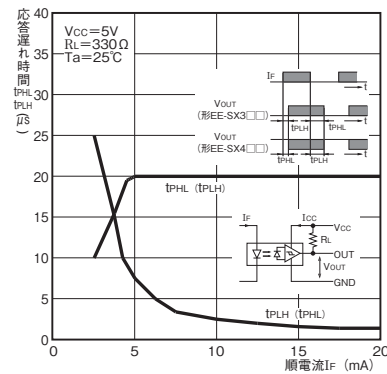 応答遅れ時間 tPHL tPLH (μs)
40
35
30
25
20
15
10
5
0
VCC=5V
RL=330Ω
Ta=25℃
IF
t
VOUT
(形EE-SX3□□)
t
tPLH
tPHL
VOUT
(形EE-SX4□□)
t
tPHL
tPLH
tPHL (tPLH)
IF
ICC
VCC
RL
OUT
VOUT
GND
tPLH (tPHL)
0 5 10 15 20
順電流IF (mA)